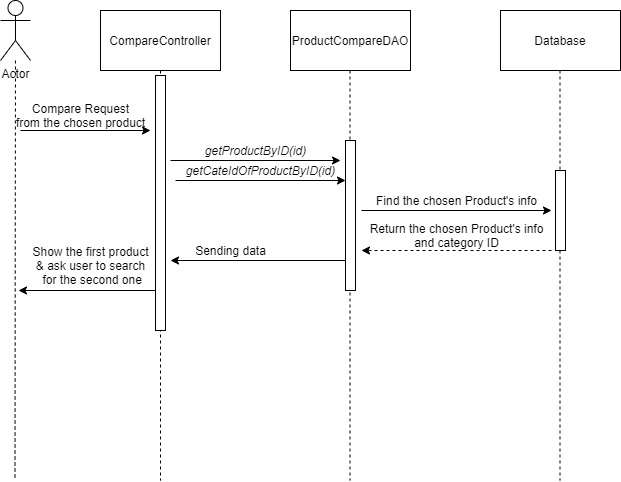 CompareController
ProductCompareDAO
Database
Actor
Compare Request
from the chosen product
getProductByID(id)
getCateIdOfProductByID(id)
Find the chosen Product's info
Return the chosen Product's info
and category ID
Sending data
Show the first product
& ask user to search
for the second one